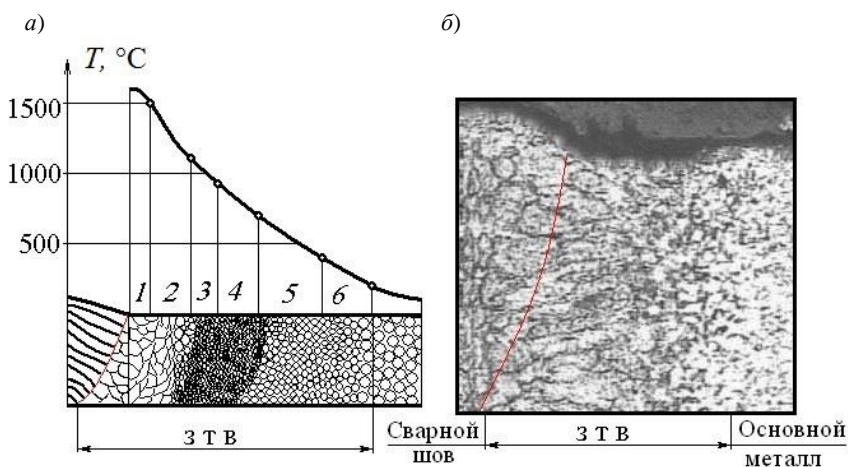 а)
б)
T, °C
1500
1000
500
1 2 3 4 5 6
З Т В
Сварной шов
З Т В
Основной металл